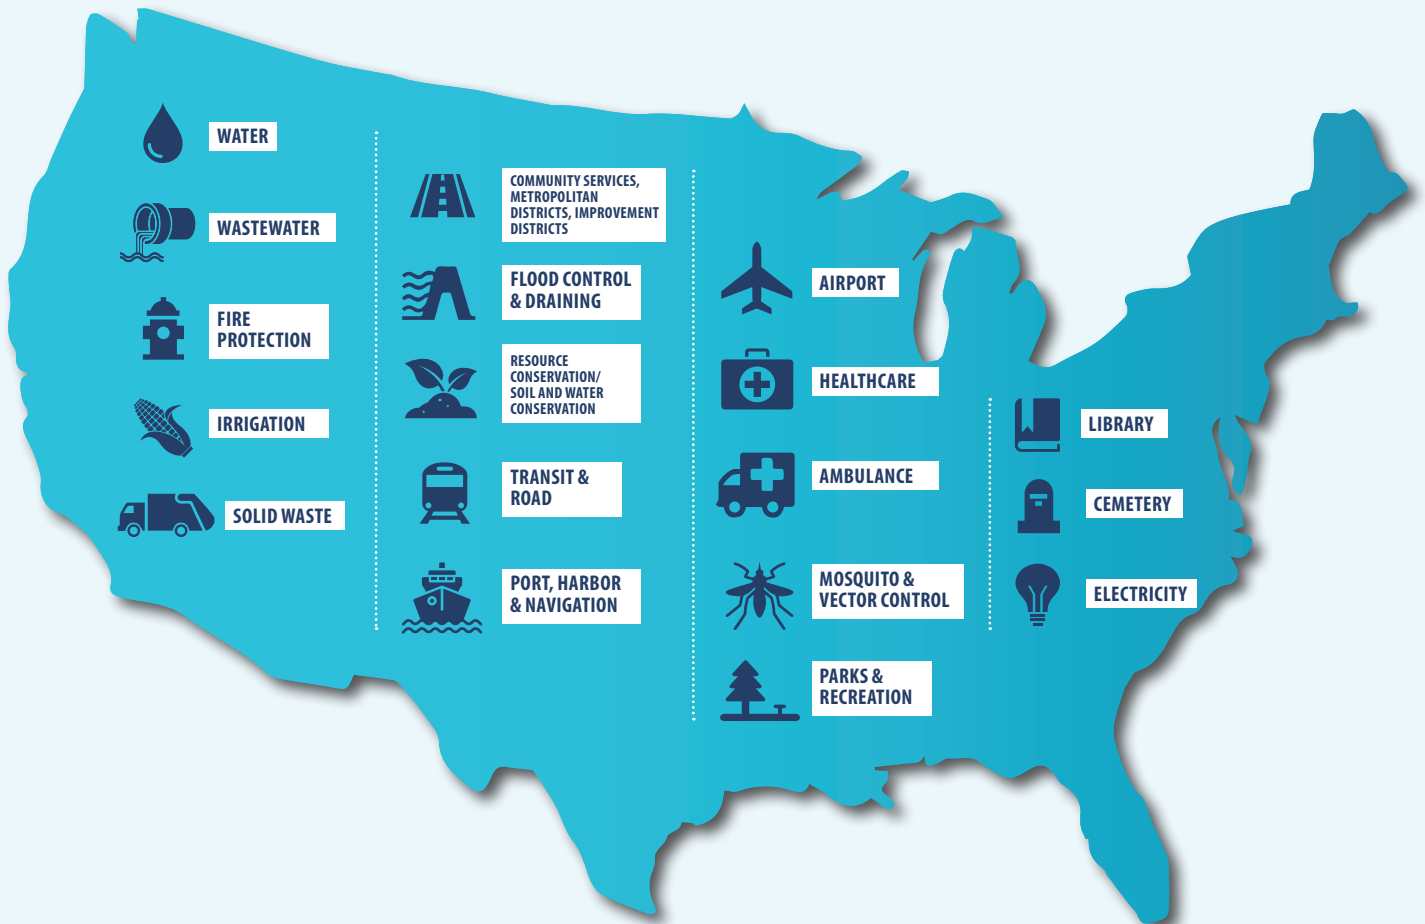 WATER
WASTEWATER
FIRE
PROTECTION
IRRIGATION
SOLID WASTE
COMMUNITY SERVICES,
METROPOLITAN
DISTRICTS, IMPROVEMENT
DISTRICTS
FLOOD CONTROL
& DRAINING
RESOURCE
CONSERVATION/
SOIL AND WATER
CONSERVATION
TRANSIT &
ROAD
PORT, HARBOR
& NAVIGATION
AIRPORT
HEALTHCARE
AMBULANCE
MOSQUITO &
VECTOR CONTROL
PARKS &
RECREATION
LIBRARY
CEMETERY
ELECTRICITY